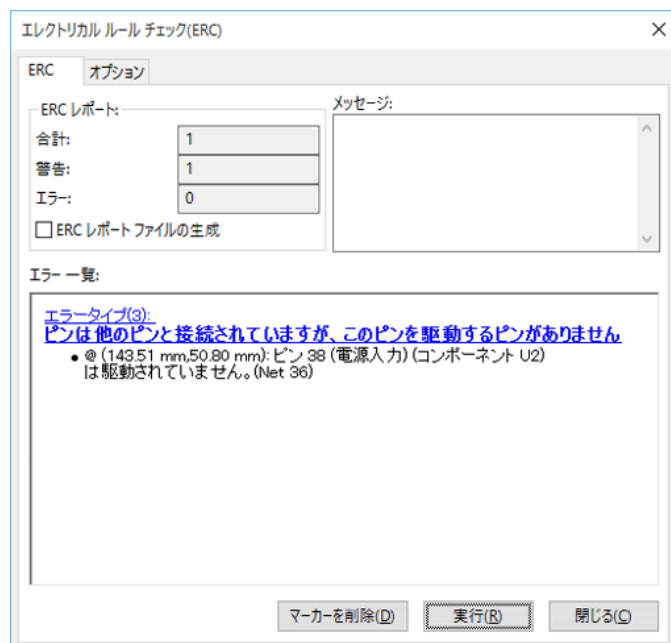 エレクトリカル ルール チェック(ERC)
ERC オプション
ERC レポート:
合計: 1
警告: 1
エラー: 0
ERC レポート ファイルの生成
メッセージ:
エラー 一覧:
エラータイプ(3):
ピンは他のピンと接続されていますが、このピンを駆動するピンがありません
• @ (143.51 mm,50.80 mm): ピン 38 (電源入力) (コンポーネント U2)
は駆動されていません。(Net 36)
マーカーを削除(D) 実行(R) 閉じる(C)